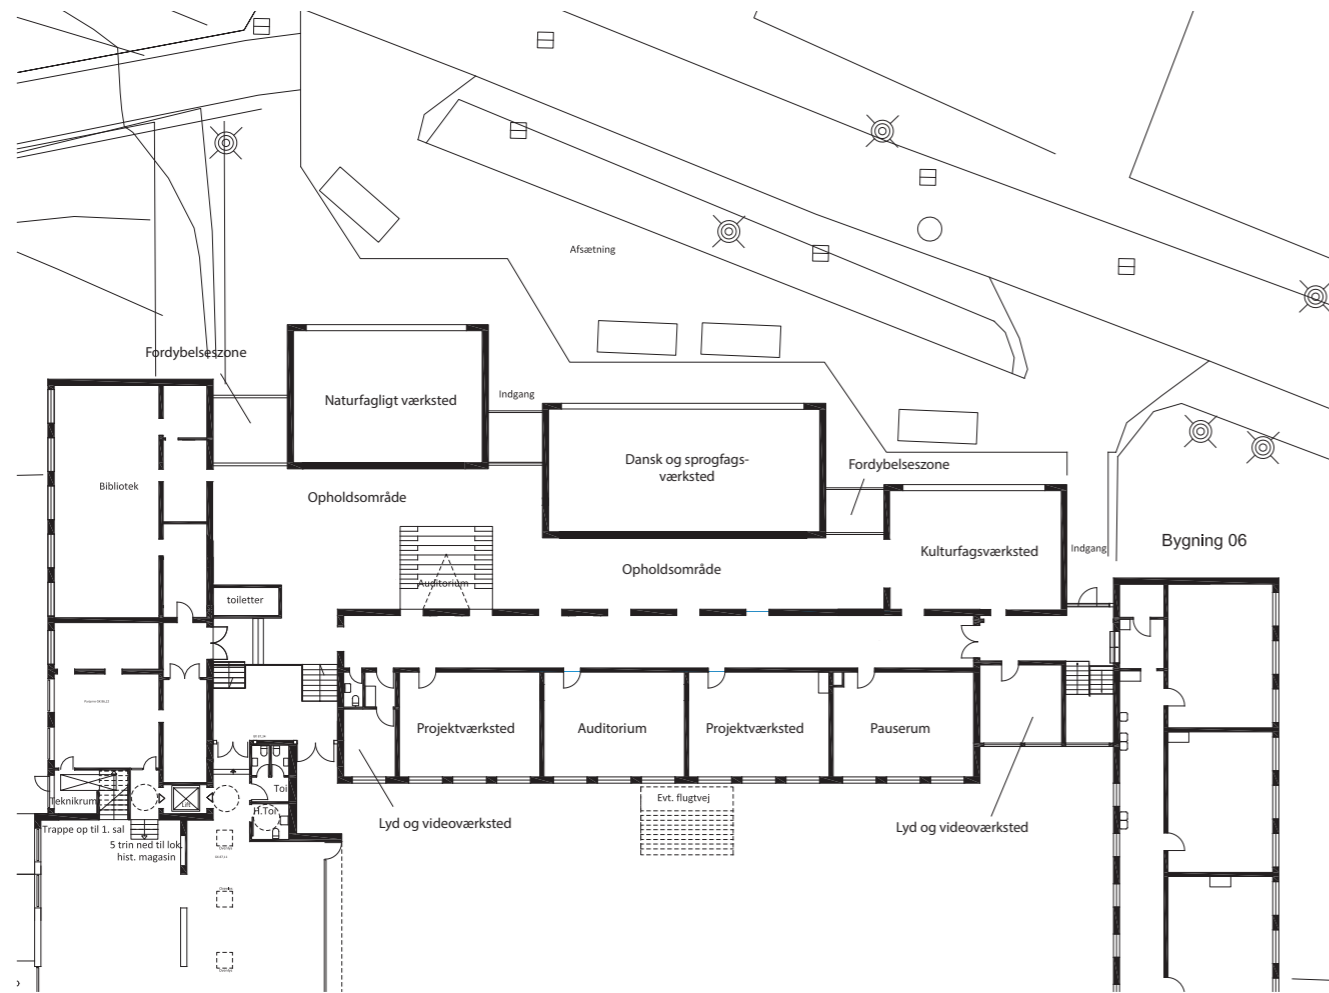 Afsætning
Fordybelseszone
Naturfagligt værksted
Indgang
Dansk og sprogfags-
værksted
Fordybelseszone
Bibliotek
Opholdsområde
Kulturfagsværksted
Indgang
Bygning 06
Opholdsområde
Auditorium
toiletter
Projektværksted
Auditorium
Projektværksted
Pauserum
Teknikrum
Lift
Toi
H.Toi
Evt. flugtvej
Trappe op til 1. sal
5 trin ned til lok.
hist. magasin
Lyd og videoværksted
Lyd og videoværksted